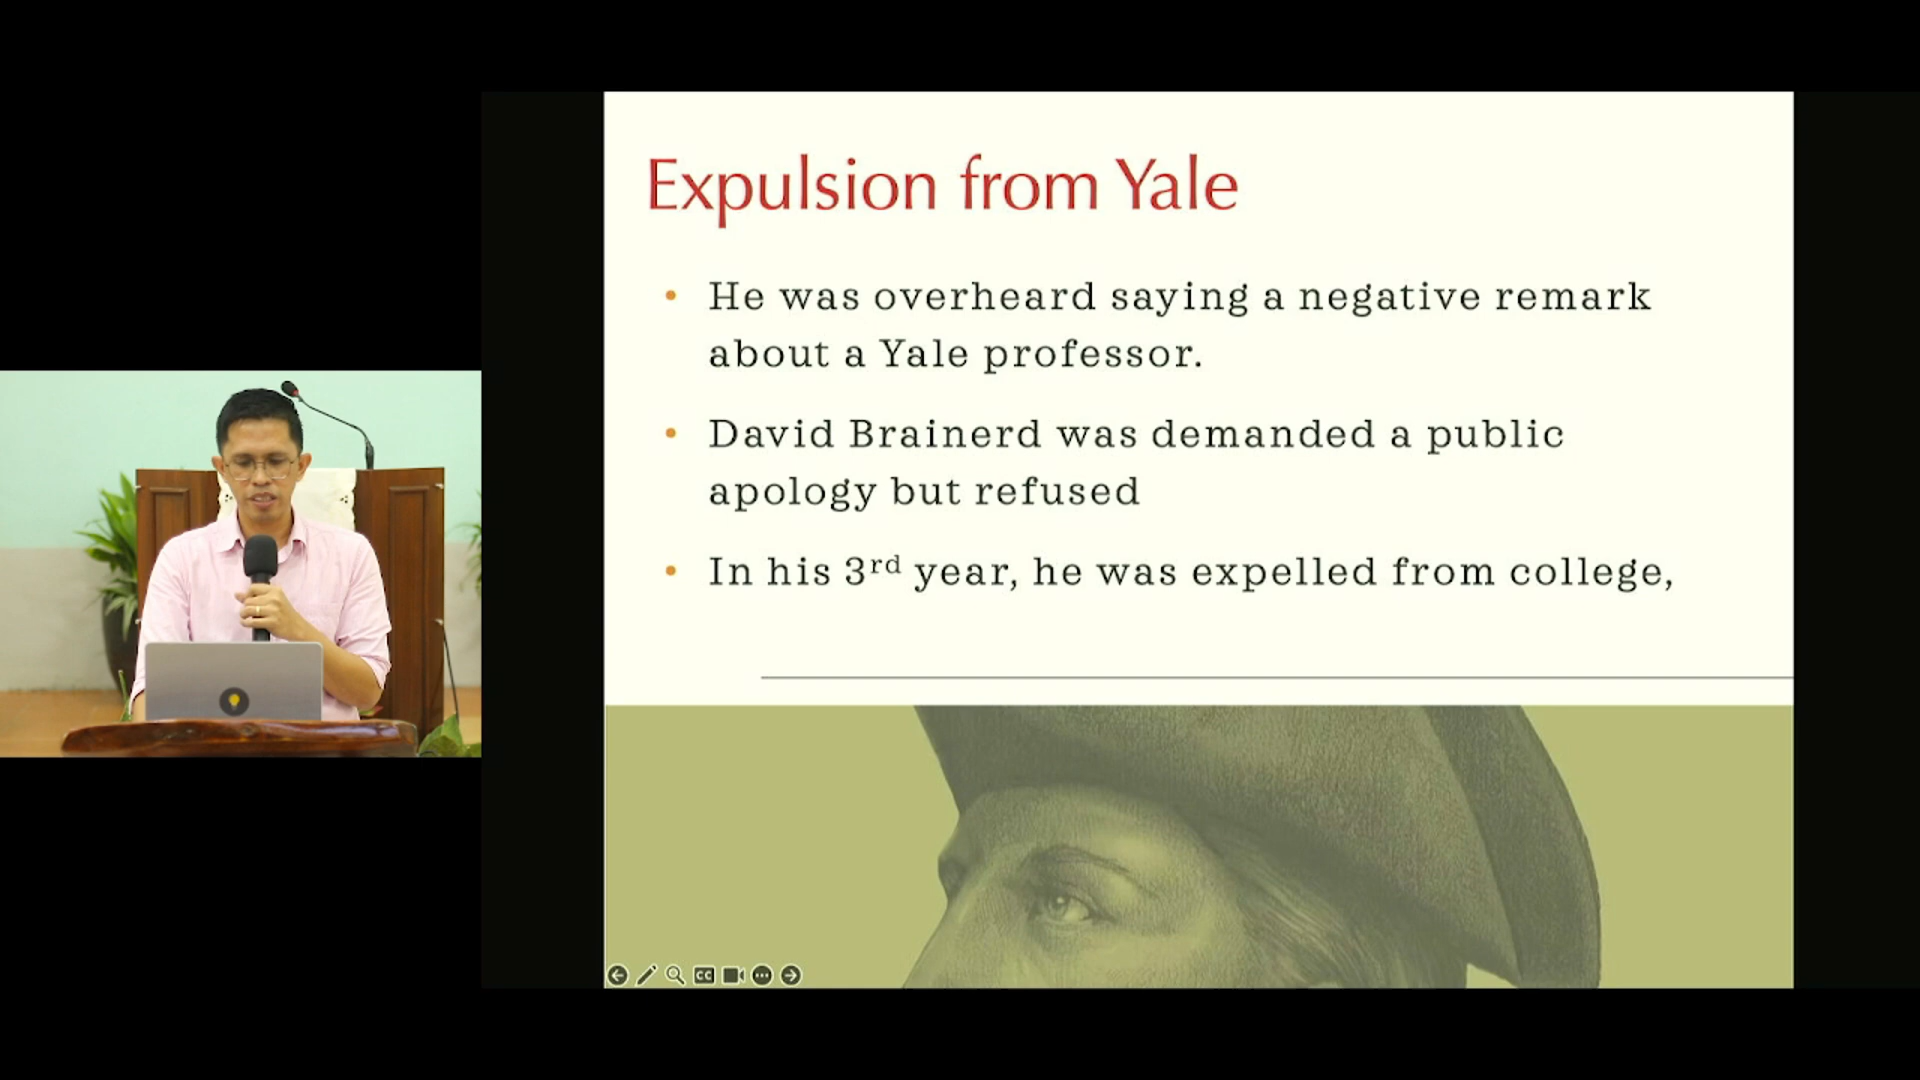 Expulsion from Yale
• He was overheard saying a negative remark
about a Yale professor.
• David Brainerd was demanded a public
apology but refused
• In his 3rd year, he was expelled from college,
CC